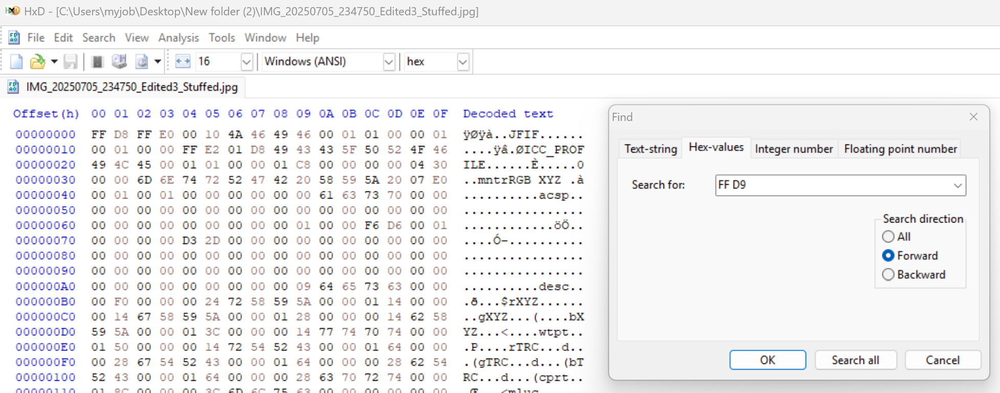 HxD - [C:\Users\myjob\Desktop\New folder (2)\IMG_20250705_234750_Edited3_Stuffed.jpg]
File Edit Search View Analysis Tools Window Help
16 Windows (ANSI) hex
IMG_20250705_234750_Edited3_Stuffed.jpg
Offset(h) 00 01 02 03 04 05 06 07 08 09 0A 0B 0C 0D 0E 0F Decoded text
00000000 FF D8 FF E0 00 10 4A 46 49 46 00 01 01 00 00 01 ÿØÿà..JFIF......
00000010 00 01 00 00 FF E2 01 D8 49 43 43 5F 50 52 4F 46 ....ÿâ.ØICC_PROF
00000020 49 4C 45 00 01 01 00 00 01 C8 00 00 00 00 04 30 ILE......È.....0
00000030 00 00 6D 6E 74 72 52 47 42 20 58 59 5A 20 07 E0 ..mntrRGB XYZ .à
00000040 00 01 00 01 00 00 00 00 00 00 61 63 73 70 00 00 ..........acsp..
00000050 00 00 00 00 00 00 00 00 00 00 00 00 00 00 00 00 ................
00000060 00 00 00 00 00 00 00 00 00 01 00 00 F6 D6 00 01 ............öÖ..
00000070 00 00 00 00 D3 2D 00 00 00 00 00 00 00 00 00 00 ....Ó-..........
00000080 00 00 00 00 00 00 00 00 00 00 00 00 00 00 00 00 ................
00000090 00 00 00 00 00 00 00 00 00 00 00 00 00 00 00 00 ................
000000A0 00 00 00 00 00 00 00 00 00 09 64 65 73 63 00 00 ..........desc..
000000B0 00 F0 00 00 00 24 72 58 59 5A 00 00 01 14 00 00 .ð...$rXYZ......
000000C0 00 14 67 58 59 5A 00 00 01 28 00 00 00 14 62 58 ..gXYZ...(....bX
000000D0 59 5A 00 00 01 3C 00 00 00 14 77 74 70 74 00 00 YZ...<....wtpt..
000000E0 01 50 00 00 00 14 72 54 52 43 00 00 01 64 00 00 .P....rTRC...d..
000000F0 00 28 67 54 52 43 00 00 01 64 00 00 00 28 62 54 .(gTRC...d...(bT
00000100 52 43 00 00 01 64 00 00 00 28 63 70 72 74 00 00 RC...d...(cprt..
00000110 01 8C 00 00 00 3C 6D 6C 75 63 00 00 00 00 00 00 .Œ...<mluc......
Find
Text-string Hex-values Integer number Floating point number
Search for: FF D9
Search direction
All
Forward
Backward
OK Search all Cancel